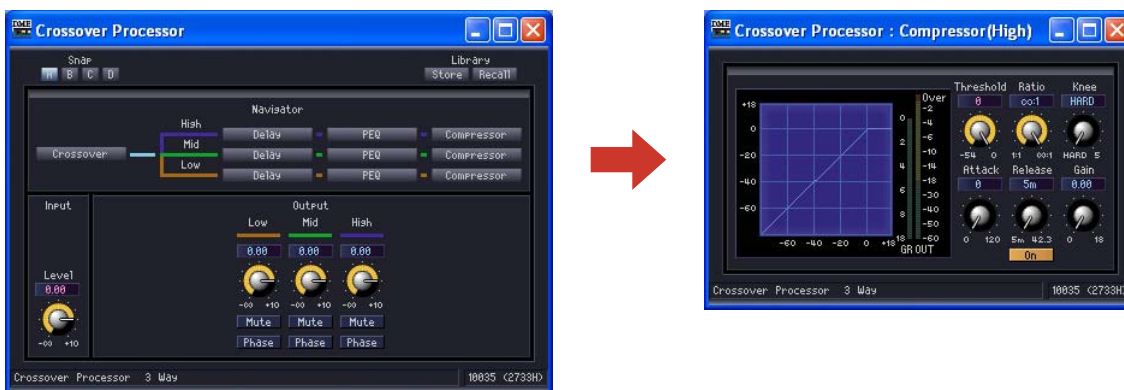 Crossover Processor
Snap
A B C D
Library
Store Recall
Navigator
High
Mid
Low
Crossover
Delay PEQ Compressor
Delay PEQ Compressor
Delay PEQ Compressor
Input
Level
0.00
-∞ +10
Output
Low Mid High
0.00 0.00 0.00
-∞ +10 -∞ +10 -∞ +10
Mute Mute Mute
Phase Phase Phase
Crossover Processor 3 Way
10035 (2733H)
Crossover Processor : Compressor(High)
+18
0
-20
-40
-60
-60 -40 -20 0 +18
0
2
4
6
8
18
GR
Over
-2
-4
-6
-10
-14
-18
-30
-40
-50
-60
OUT
Threshold Ratio Knee
0 ∞:1 HARD
-54 0 1:1 ∞:1 HARD 5
Attack Release Gain
0 5m 0.00
0 120 5m 42.3 0 18
On
Crossover Processor 3 Way
10035 (2733H)